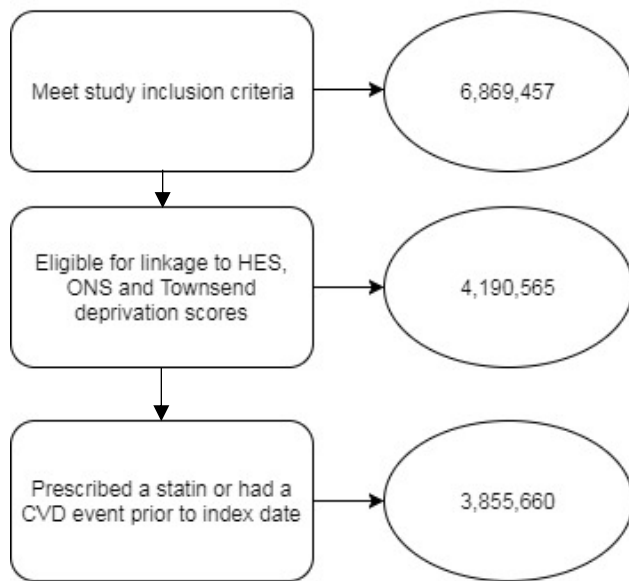 Meet study inclusion criteria
6,869,457
Eligible for linkage to HES,
ONS and Townsend
deprivation scores
4,190,565
Prescribed a statin or had a
CVD event prior to index date
3,855,660